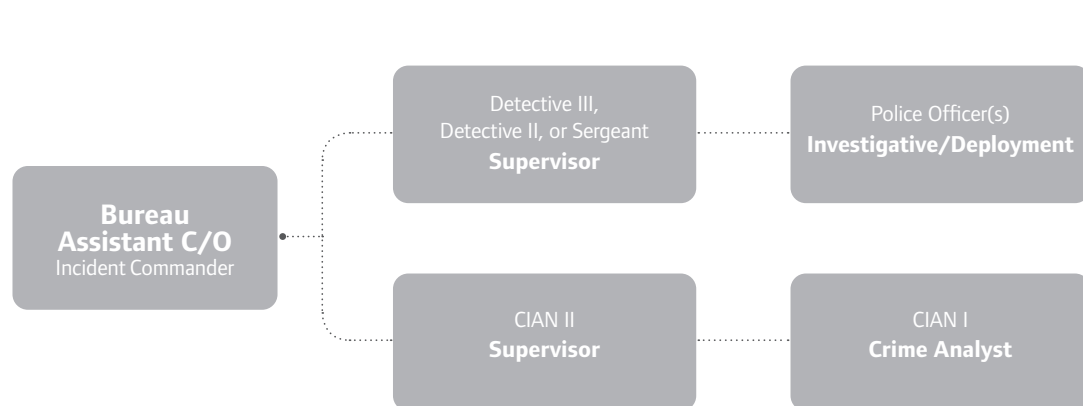 Bureau
Assistant C/O
Incident Commander
Detective III,
Detective II, or Sergeant
Supervisor
Police Officer(s)
Investigative/Deployment
CIAN II
Supervisor
CIAN I
Crime Analyst